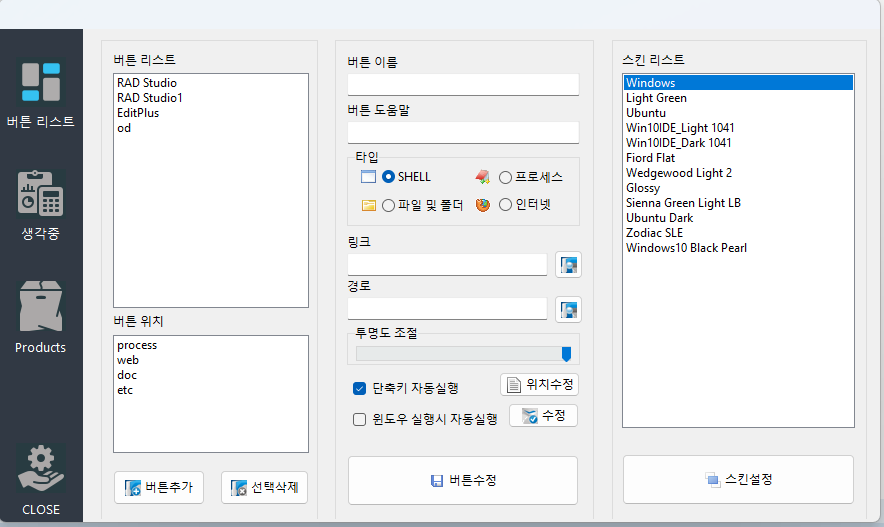 버튼 리스트
생각중
Products
CLOSE
버튼 리스트
RAD Studio
RAD Studio1
EditPlus
od
버튼 위치
process
web
doc
etc
버튼추가
선택삭제
버튼 이름
버튼 도움말
타입
SHELL
프로세스
파일 및 폴더
인터넷
링크
경로
투명도 조절
단축키 자동실행
위치수정
윈도우 실행시 자동실행
수정
버튼수정
스킨 리스트
Windows
Light Green
Ubuntu
Win10IDE_Light 1041
Win10IDE_Dark 1041
Fiord Flat
Wedgewood Light 2
Glossy
Sienna Green Light LB
Ubuntu Dark
Zodiac SLE
Windows10 Black Pearl
스킨설정